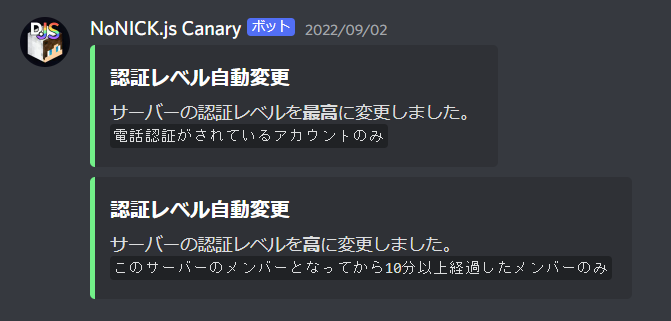 D.JS
NoNICK.js Canary ボット 2022/09/02
認証レベル自動変更
サーバーの認証レベルを最高に変更しました。
電話認証がされているアカウントのみ
認証レベル自動変更
サーバーの認証レベルを高に変更しました。
このサーバーのメンバーとなってから10分以上経過したメンバーのみ